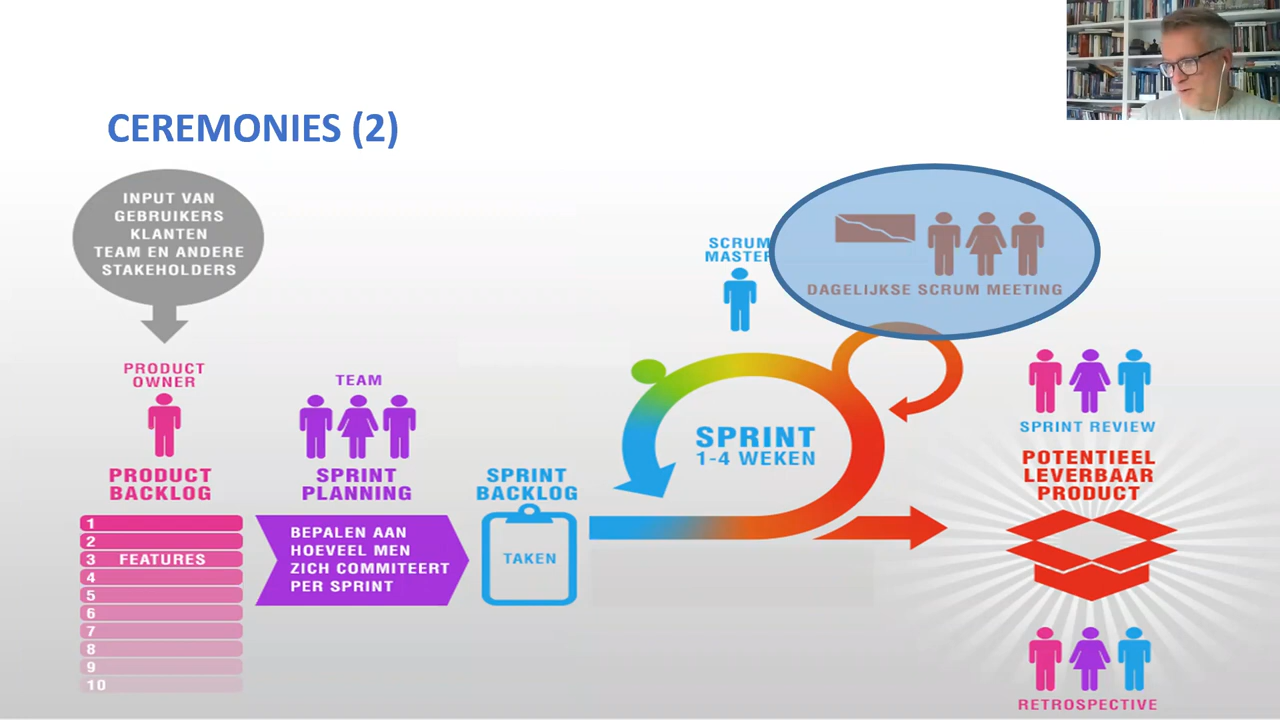 CEREMONIES (2)
INPUT VAN
GEBRUIKERS
KLANTEN
TEAM EN ANDERE
STAKEHOLDERS
PRODUCT
OWNER
PRODUCT
BACKLOG
1
2
3 FEATURES
4
5
6
7
8
9
10
TEAM
SPRINT
PLANNING
BEPALEN AAN
HOEVEEL MEN
ZICH COMMITEERT
PER SPRINT
SPRINT
BACKLOG
TAKEN
SCRUM
MASTER
DAGELIJKSE SCRUM MEETING
SPRINT
1-4 WEKEN
SPRINT REVIEW
POTENTIEEL
LEVERBAAR
PRODUCT
RETROSPECTIVE